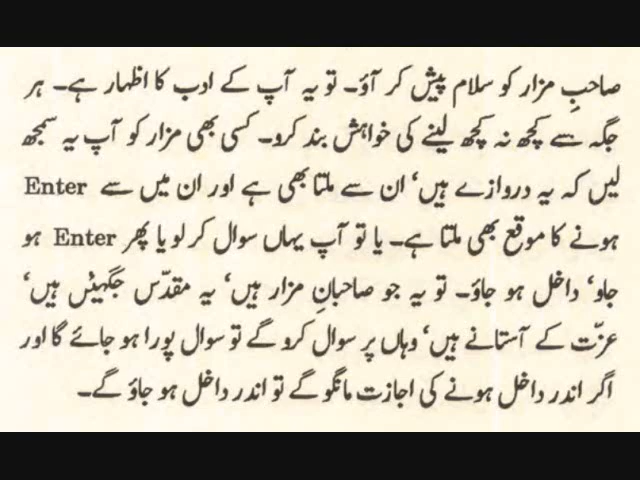 صاحبِ مزار کو سلام پیش کر آؤ۔ تو یہ آپ کے ادب کا اظہار ہے۔ ہر
جگہ سے کچھ نہ کچھ لینے کی خواہش بند کرو۔ کسی بھی مزار کو آپ یہ سمجھ
لیں کہ یہ دروازے ہیں‘ ان سے ملتا بھی ہے اور ان میں سے Enter
ہونے کا موقع بھی ملتا ہے۔ یا تو آپ یہاں سوال کر لو یا پھر Enter ہو
جاو‘ داخل ہو جاؤ۔ تو یہ جو صاحبانِ مزار ہیں‘ یہ مقدّس جگہیں ہیں‘
عزّت کے آستانے ہیں‘ وہاں پر سوال کرو گے تو سوال پورا ہو جائے گا اور
اگر اندر داخل ہونے کی اجازت مانگو گے تو اندر داخل ہو جاؤ گے۔